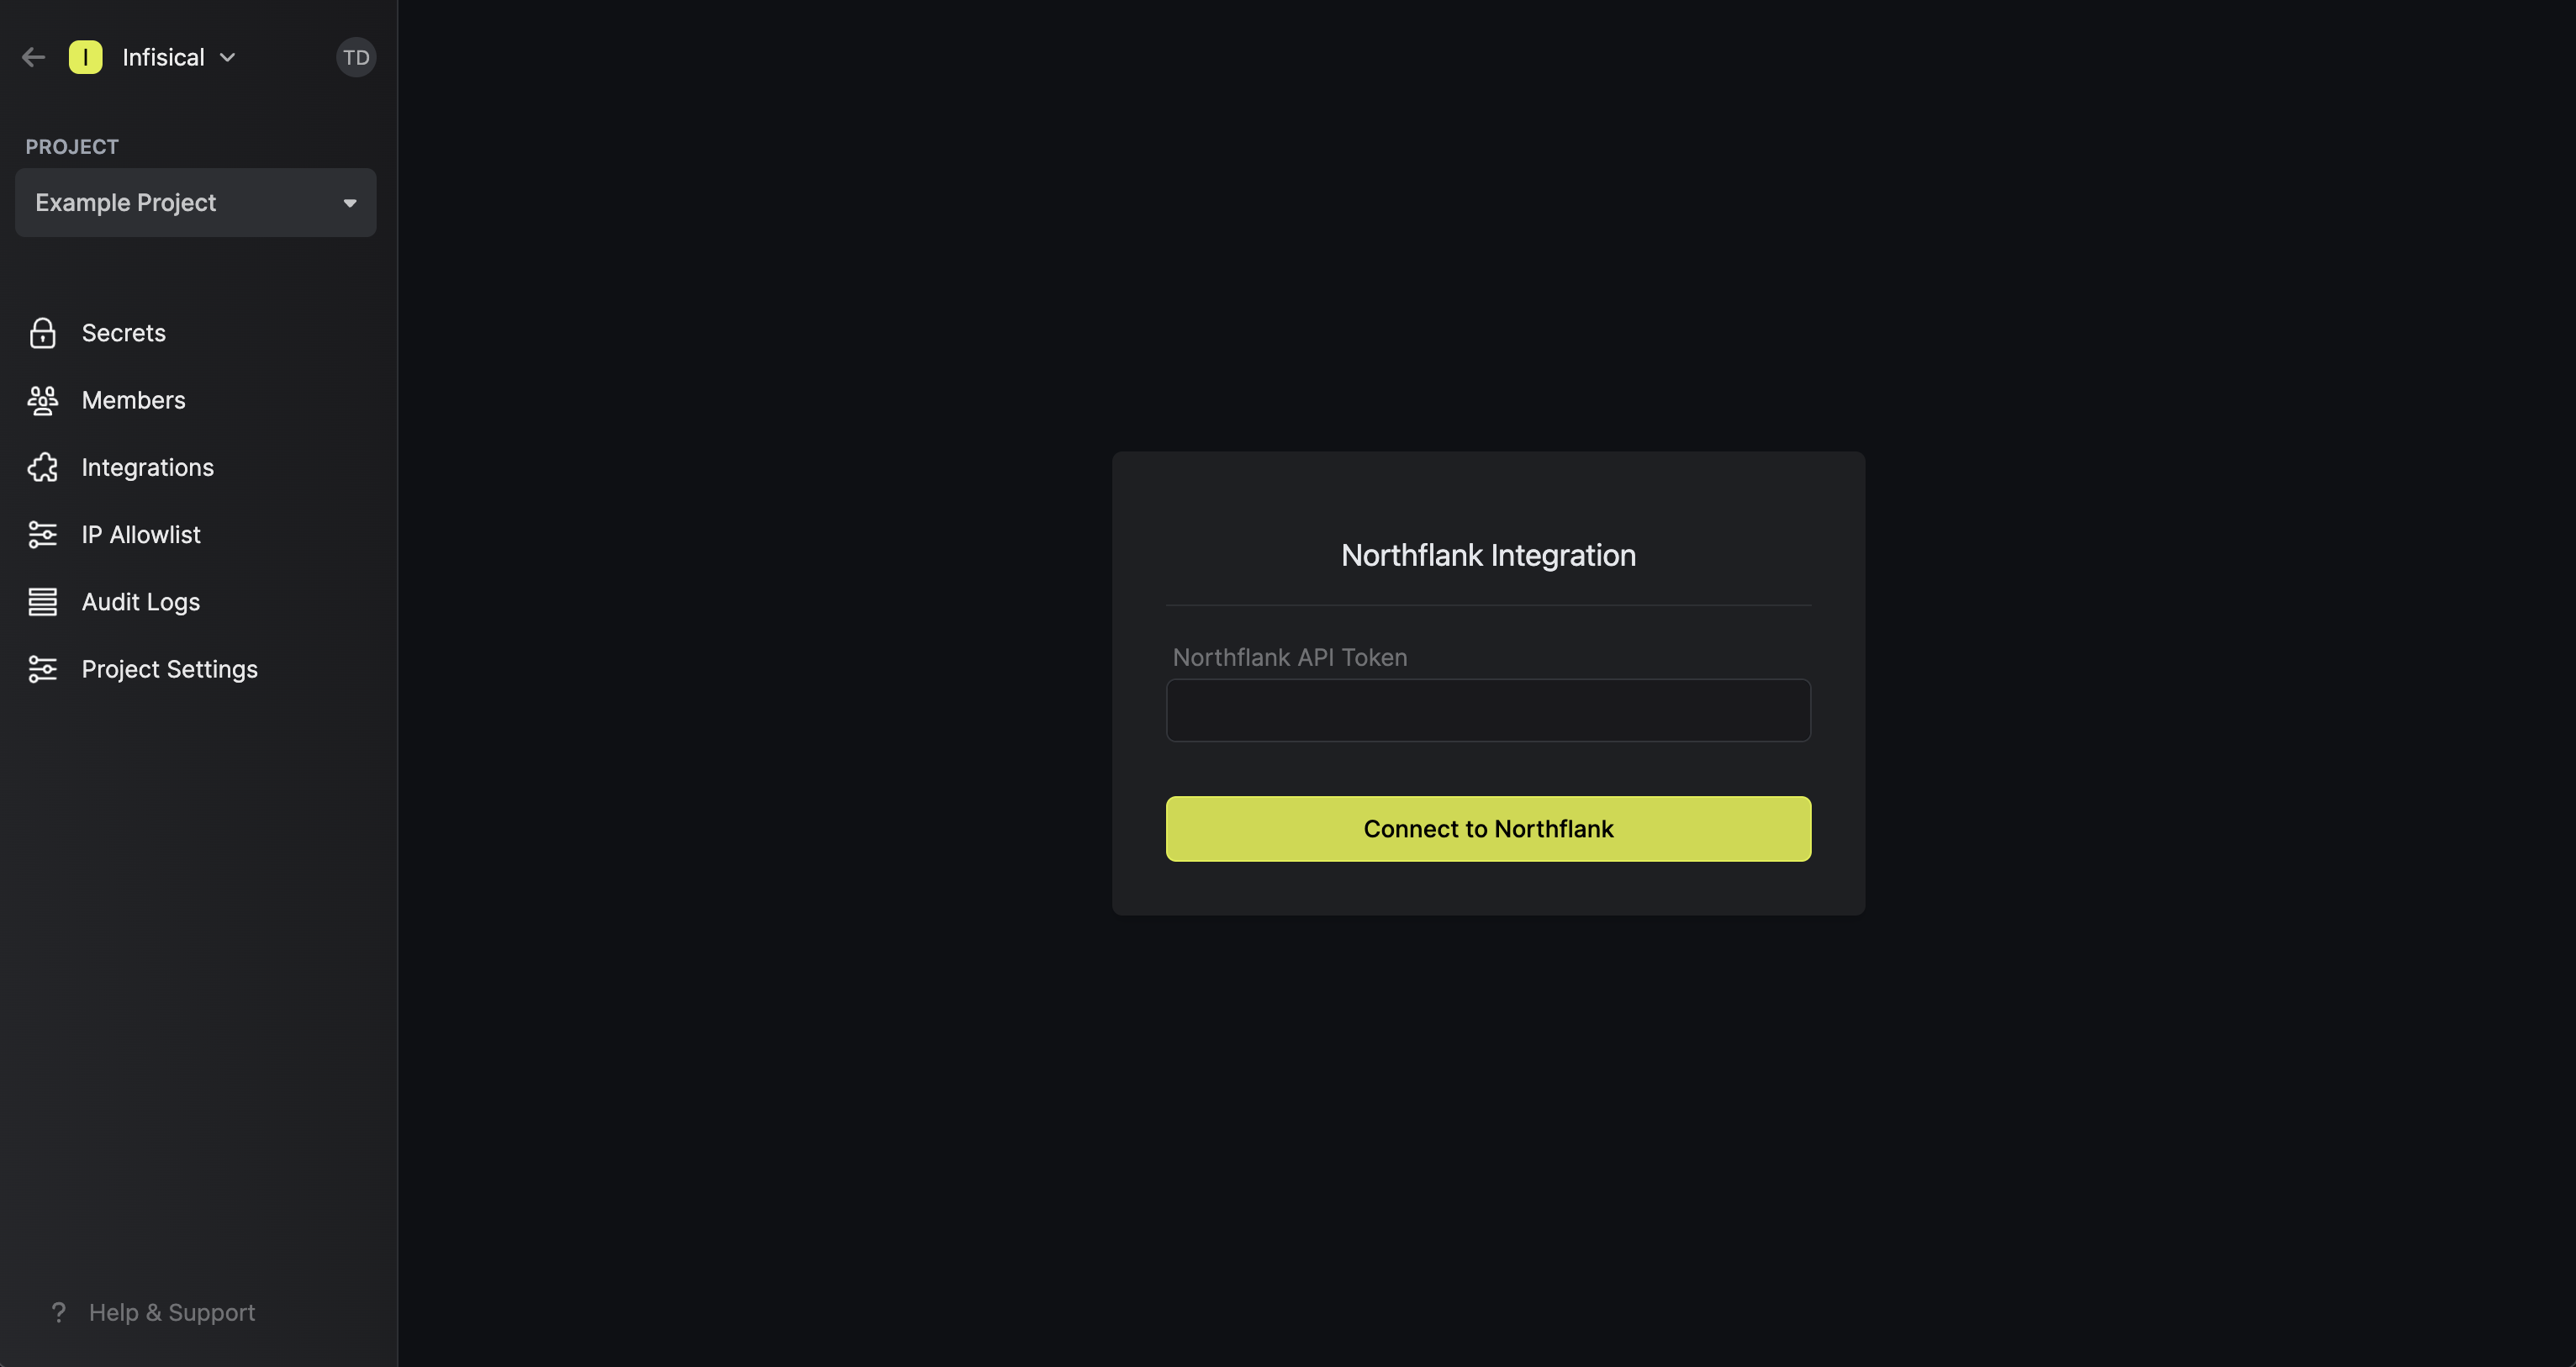 I Infisical TD
PROJECT
Example Project
Secrets
Members
Integrations
IP Allowlist
Audit Logs
Project Settings
? Help & Support
Northflank Integration
Northflank API Token
Connect to Northflank